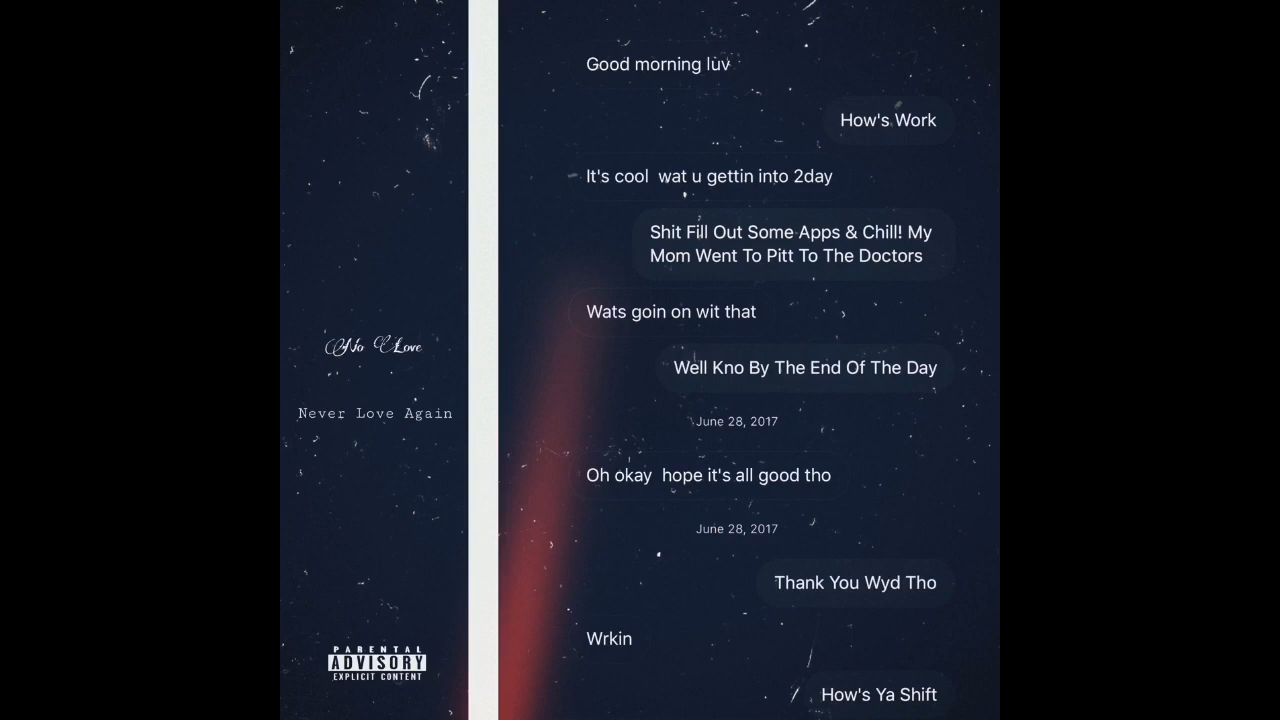 No Love
Never Love Again
PARENTAL
ADVISORY
EXPLICIT CONTENT
Good morning luv
How's Work
It's cool  wat u gettin into 2day
Shit Fill Out Some Apps & Chill! My
Mom Went To Pitt To The Doctors
Wats goin on wit that
Well Kno By The End Of The Day
June 28, 2017
Oh okay  hope it's all good tho
June 28, 2017
Thank You Wyd Tho
Wrkin
How's Ya Shift